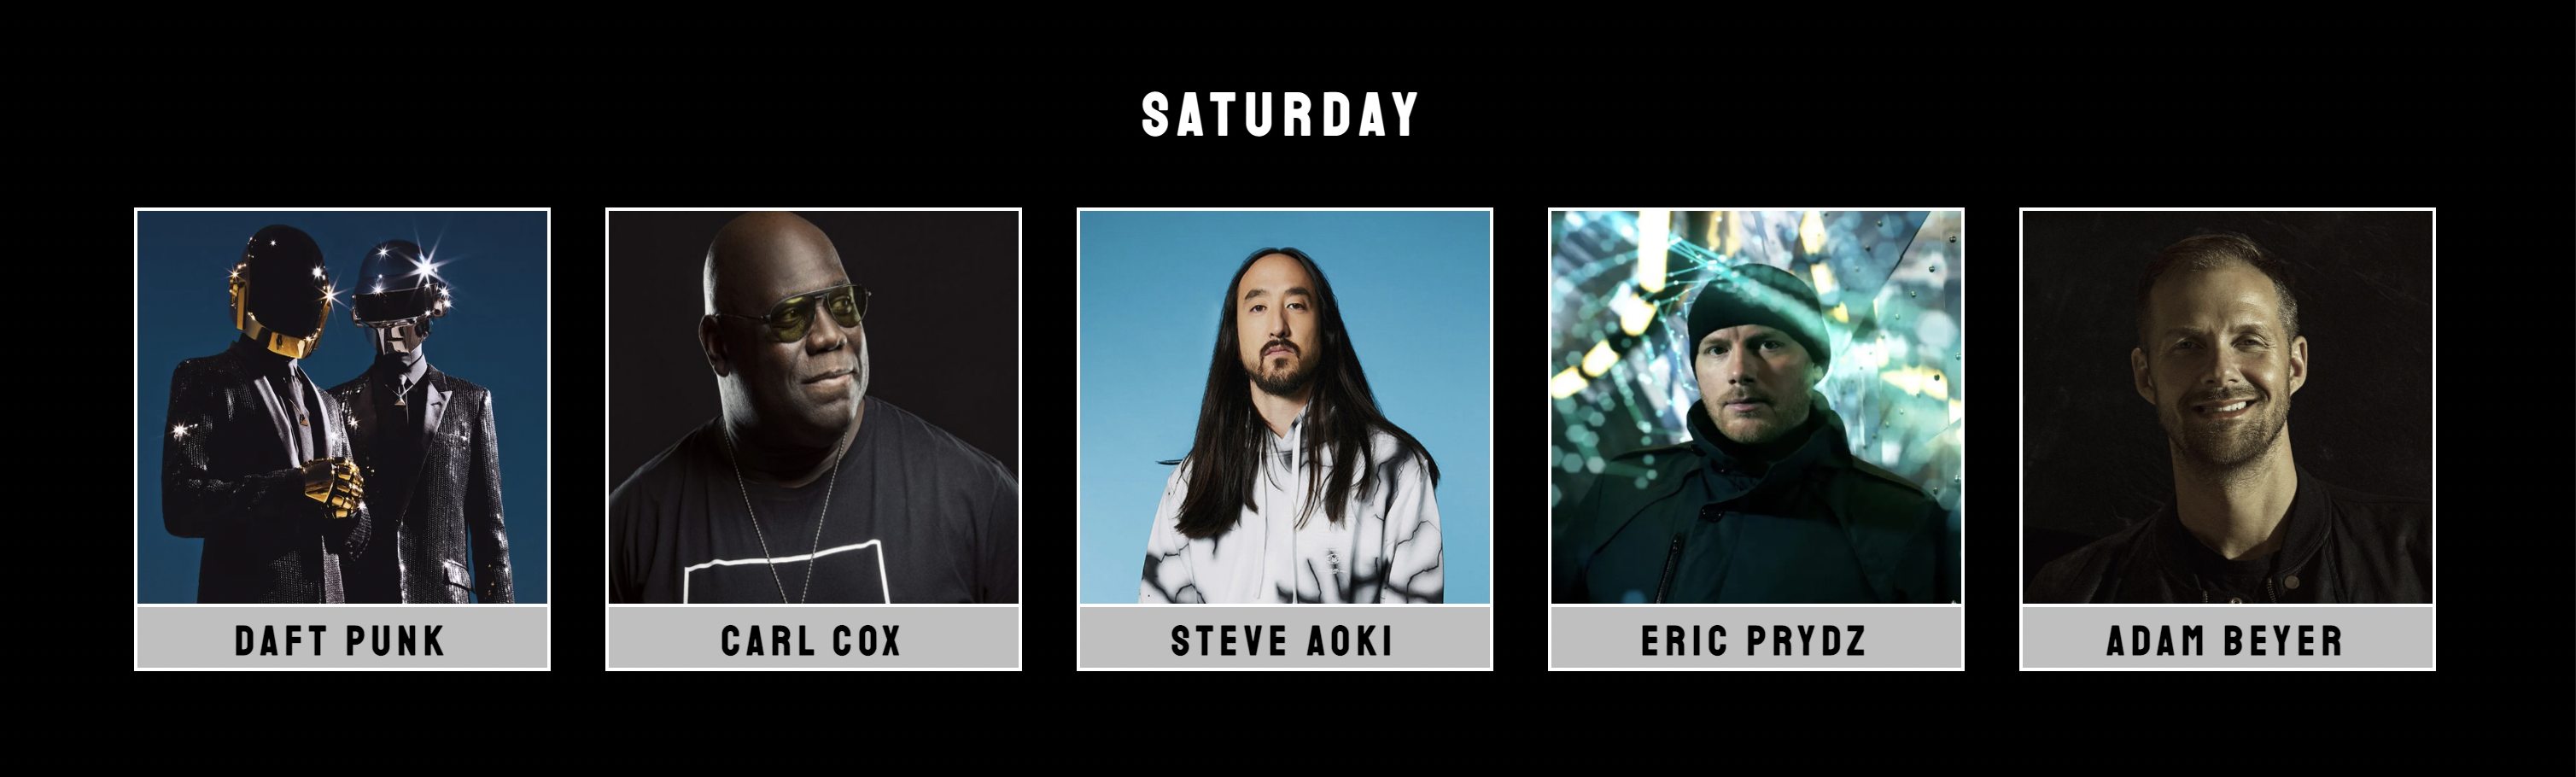 SATURDAY
DAFT PUNK
CARL COX
STEVE AOKI
ERIC PRYDZ
ADAM BEYER